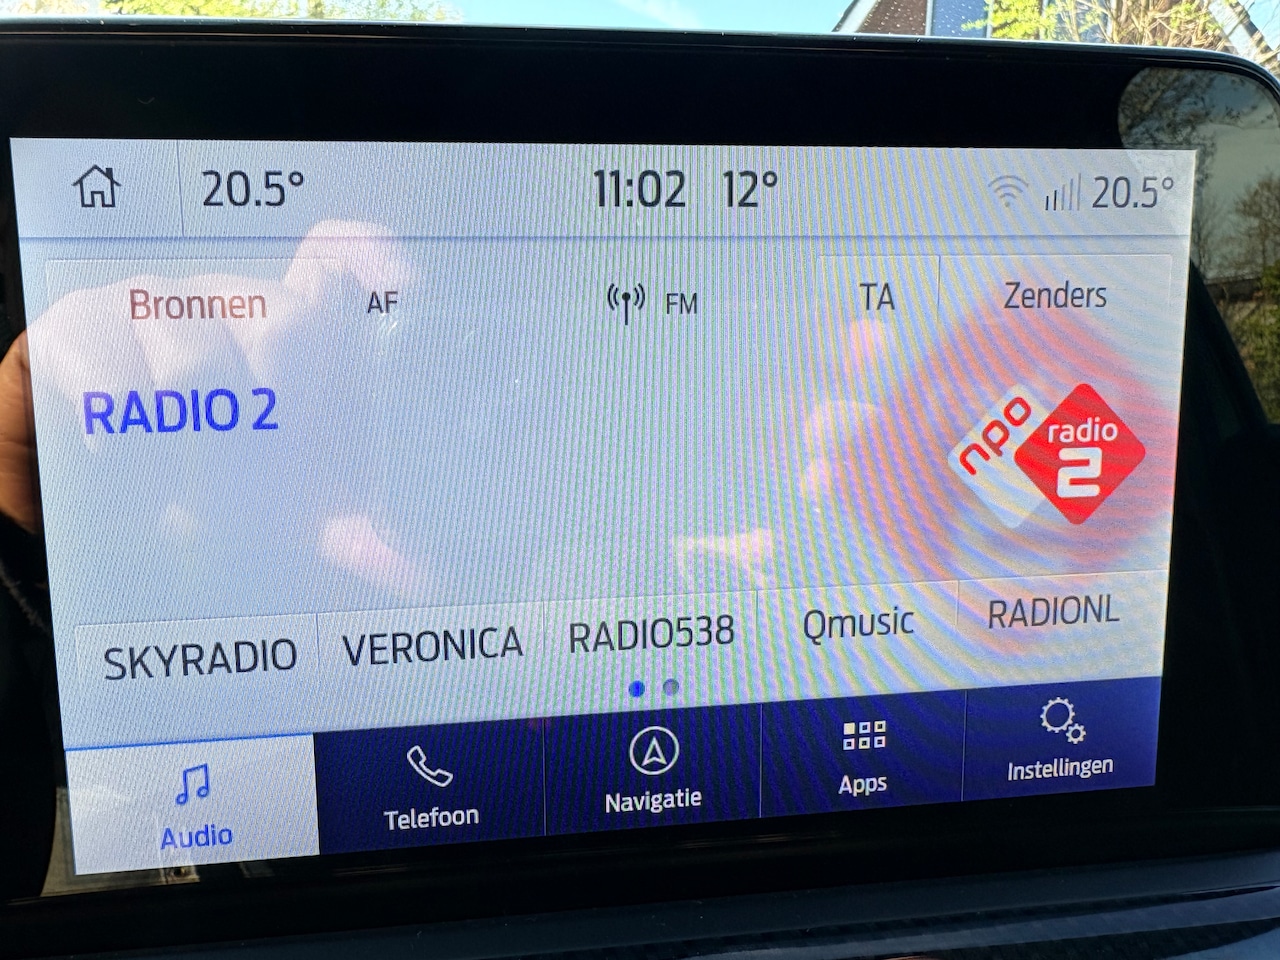 20.5° 11:02 12° 20.5°
Bronnen AF FM TA Zenders
RADIO 2
npo radio 2
SKYRADIO VERONICA RADIO538 Qmusic RADIONL
Audio Telefoon Navigatie Apps Instellingen